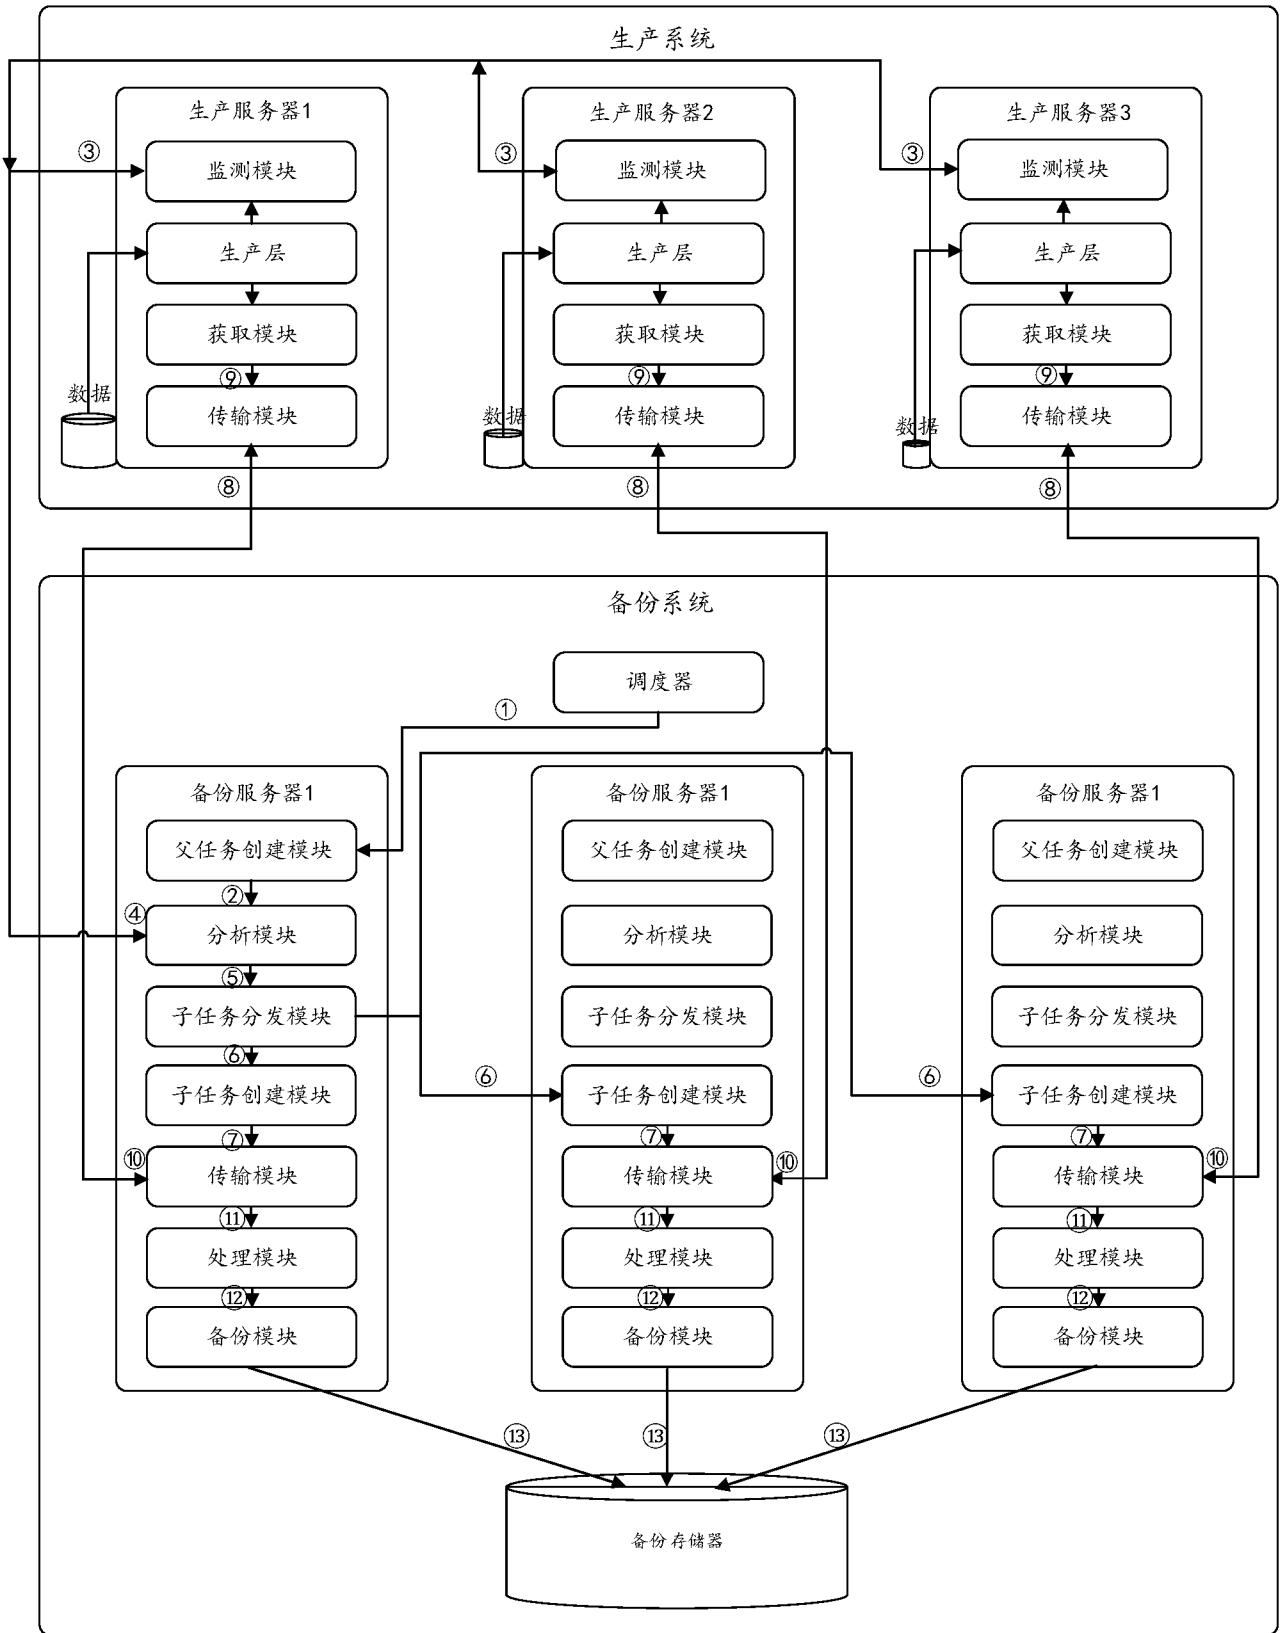 生产系统
生产服务器1
生产服务器2
生产服务器3
③
监测模块
③
监测模块
③
监测模块
生产层
生产层
生产层
获取模块
获取模块
获取模块
数据
⑨
数据
⑨
数据
⑨
传输模块
传输模块
传输模块
⑧
⑧
⑧
备份系统
调度器
①
备份服务器1
备份服务器1
备份服务器1
父任务创建模块
父任务创建模块
父任务创建模块
②
④
分析模块
分析模块
分析模块
⑤
子任务分发模块
子任务分发模块
子任务分发模块
⑥
⑥
⑥
子任务创建模块
子任务创建模块
子任务创建模块
⑦
⑦
⑦
⑩
传输模块
传输模块
⑩
传输模块
⑩
⑪
⑪
⑪
处理模块
处理模块
处理模块
⑫
⑫
⑫
备份模块
备份模块
备份模块
⑬
⑬
⑬
备份存储器